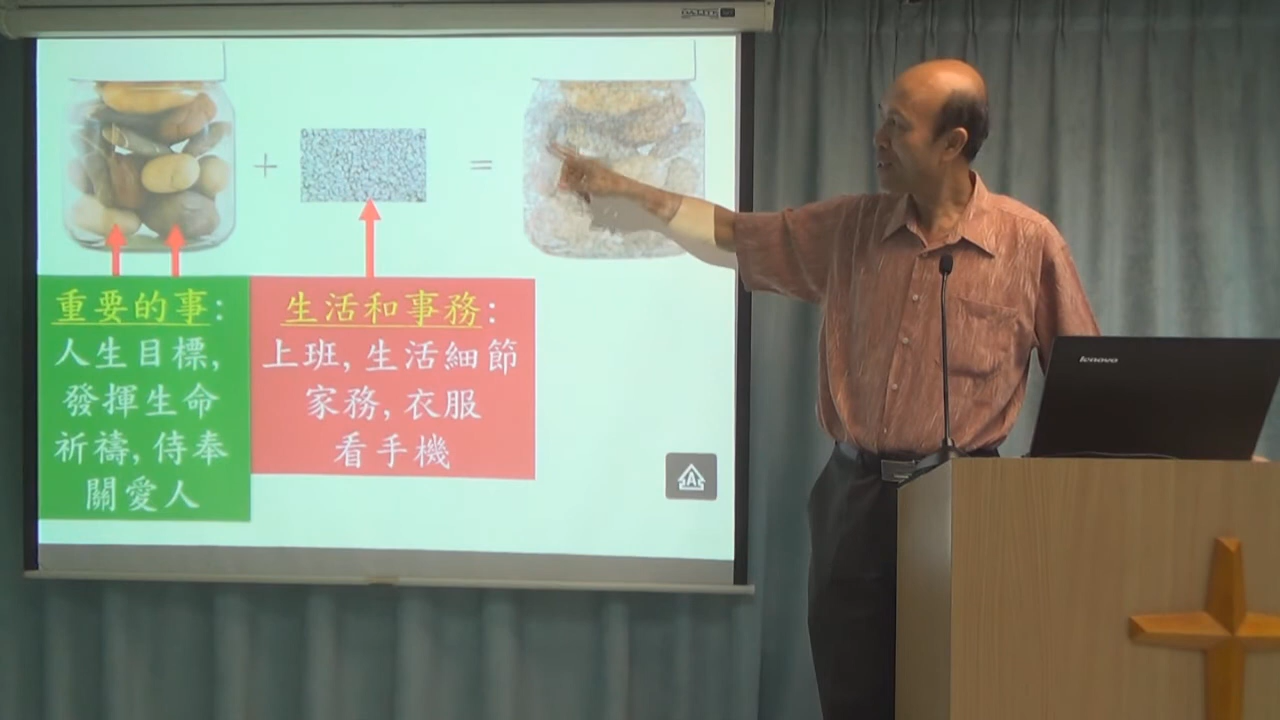 DA-LITE
+
=
重要的事:
人生目標,
發揮生命
祈禱,侍奉
關愛人
生活和事務:
上班,生活細節
家務,衣服
看手機
A
lenovo